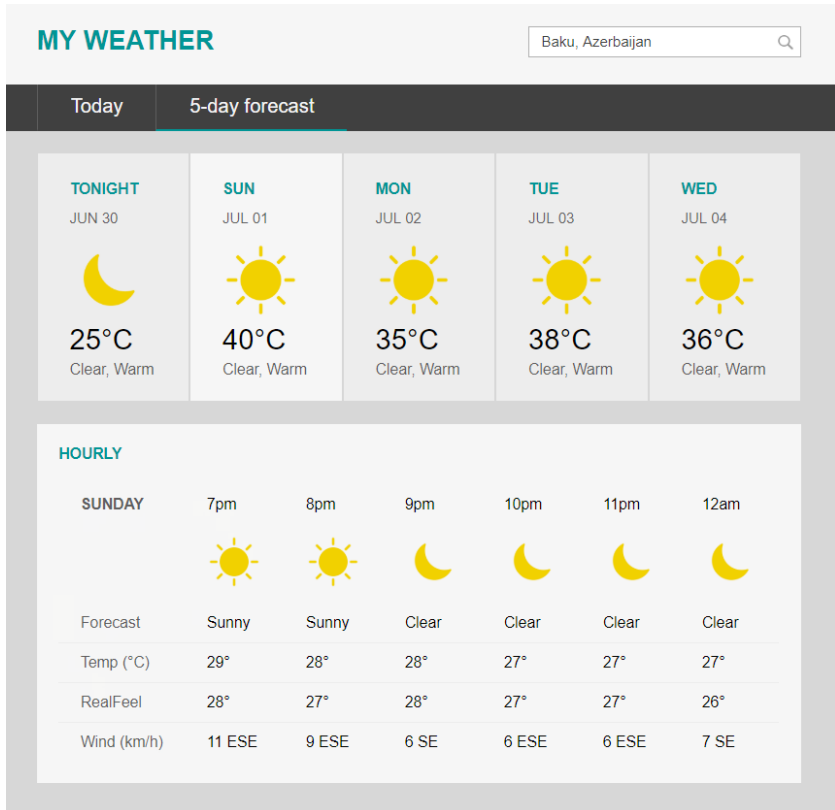 MY WEATHER
Baku, Azerbaijan
Today 5-day forecast
TONIGHT SUN MON TUE WED
JUN 30 JUL 01 JUL 02 JUL 03 JUL 04
25°C 40°C 35°C 38°C 36°C
Clear, Warm Clear, Warm Clear, Warm Clear, Warm Clear, Warm
HOURLY
SUNDAY 7pm 8pm 9pm 10pm 11pm 12am
Forecast Sunny Sunny Clear Clear Clear Clear
Temp (°C) 29° 28° 28° 27° 27° 27°
RealFeel 28° 27° 28° 27° 27° 26°
Wind (km/h) 11 ESE 9 ESE 6 SE 6 ESE 6 ESE 7 SE